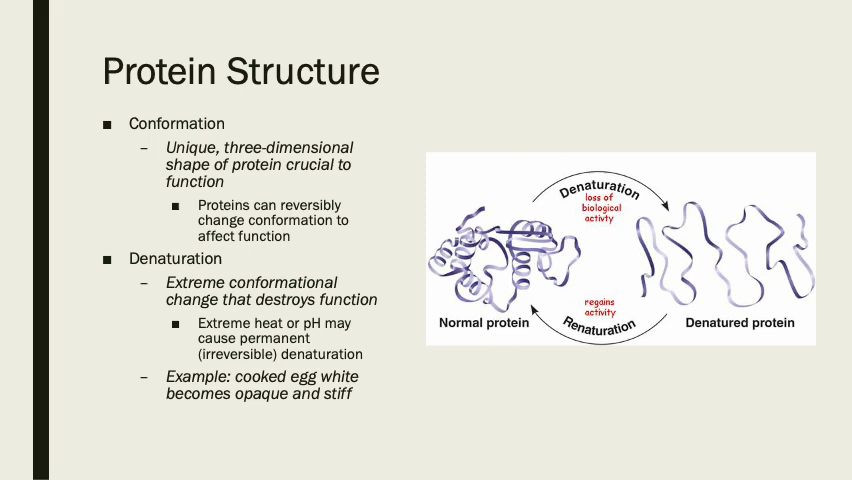 Protein Structure
■ Conformation
– Unique, three-dimensional
shape of protein crucial to
function
■ Proteins can reversibly
change conformation to
affect function
■ Denaturation
– Extreme conformational
change that destroys function
■ Extreme heat or pH may
cause permanent
(irreversible) denaturation
– Example: cooked egg white
becomes opaque and stiff
Denaturation
loss of
biological
activty
regains
activity
Normal protein
Renaturation
Denatured protein